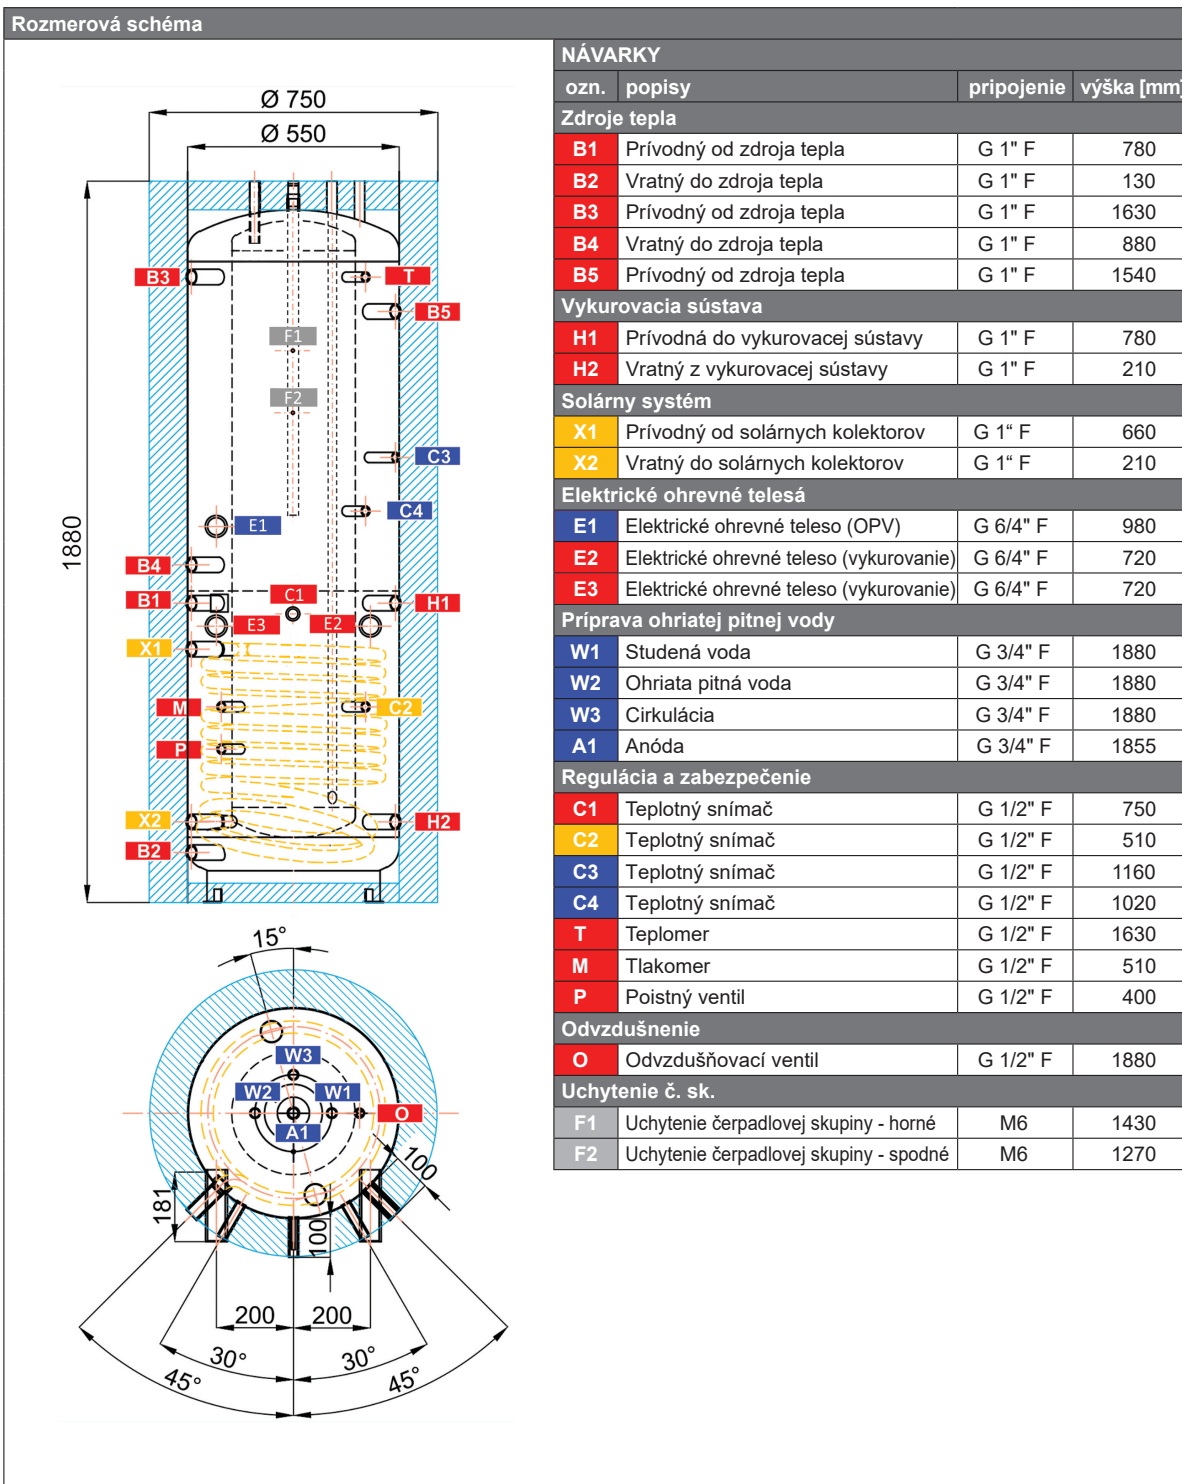 Rozmerová schéma
Ø 750
Ø 550
1880
B3
T
B5
F1
F2
C3
C4
E1
B4
B1
C1
H1
E3
E2
X1
M
C2
P
X2
H2
B2
15°
W3
W2
W1
O
A1
100
181
100
200
200
30°
30°
45°
45°
NÁVARKY
ozn. popisy pripojenie výška [mm]
Zdroje tepla
B1 Prívodný od zdroja tepla G 1" F 780
B2 Vratný do zdroja tepla G 1" F 130
B3 Prívodný od zdroja tepla G 1" F 1630
B4 Vratný do zdroja tepla G 1" F 880
B5 Prívodný od zdroja tepla G 1" F 1540
Vykurovacia sústava
H1 Prívodná do vykurovacej sústavy G 1" F 780
H2 Vratný z vykurovacej sústavy G 1" F 210
Solárny systém
X1 Prívodný od solárnych kolektorov G 1“ F 660
X2 Vratný do solárnych kolektorov G 1“ F 210
Elektrické ohrevné telesá
E1 Elektrické ohrevné teleso (OPV) G 6/4" F 980
E2 Elektrické ohrevné teleso (vykurovanie) G 6/4" F 720
E3 Elektrické ohrevné teleso (vykurovanie) G 6/4" F 720
Príprava ohriatej pitnej vody
W1 Studená voda G 3/4" F 1880
W2 Ohriata pitná voda G 3/4" F 1880
W3 Cirkulácia G 3/4" F 1880
A1 Anóda G 3/4" F 1855
Regulácia a zabezpečenie
C1 Teplotný snímač G 1/2" F 750
C2 Teplotný snímač G 1/2" F 510
C3 Teplotný snímač G 1/2" F 1160
C4 Teplotný snímač G 1/2" F 1020
T Teplomer G 1/2" F 1630
M Tlakomer G 1/2" F 510
P Poistný ventil G 1/2" F 400
Odvzdušnenie
O Odvzdušňovací ventil G 1/2" F 1880
Uchytenie č. sk.
F1 Uchytenie čerpadlovej skupiny - horné M6 1430
F2 Uchytenie čerpadlovej skupiny - spodné M6 1270